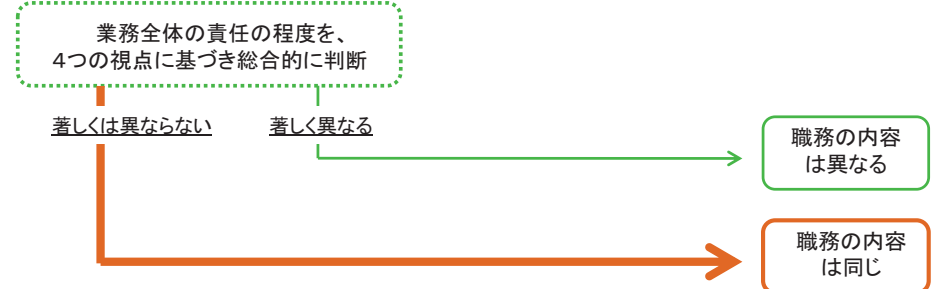 業務全体の責任の程度を、
4つの視点に基づき総合的に判断
著しくは異ならない
著しく異なる
職務の内容
は異なる
職務の内容
は同じ